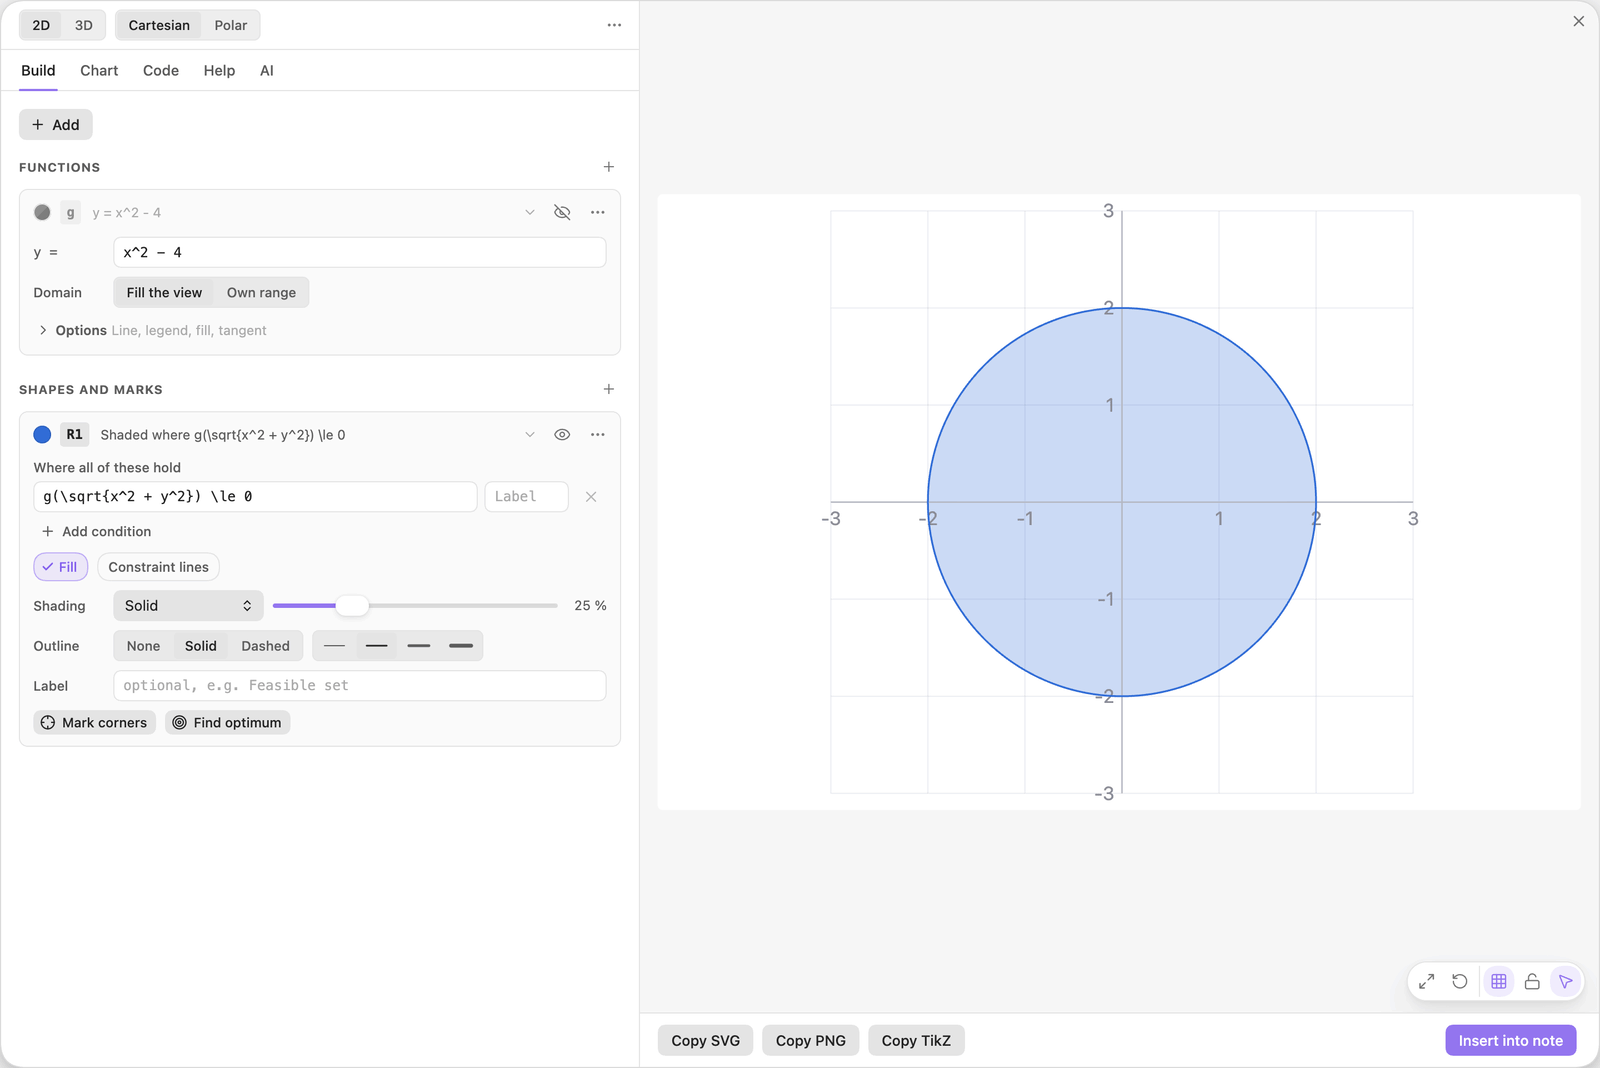 2D 3D Cartesian Polar ...
Build Chart Code Help AI
+ Add
FUNCTIONS +
g y = x^2 - 4 ...
y = x^2 − 4
Domain Fill the view Own range
Options Line, legend, fill, tangent
SHAPES AND MARKS +
R1 Shaded where g(\sqrt{x^2 + y^2}) \le 0 ...
Where all of these hold
g(\sqrt{x^2 + y^2}) \le 0 Label
+ Add condition
Fill Constraint lines
Shading Solid 25 %
Outline None Solid Dashed
Label optional, e.g. Feasible set
Mark corners Find optimum
3
2
1
-3 -2 -1 1 2 3
-1
-2
-3
Copy SVG Copy PNG Copy TikZ Insert into note